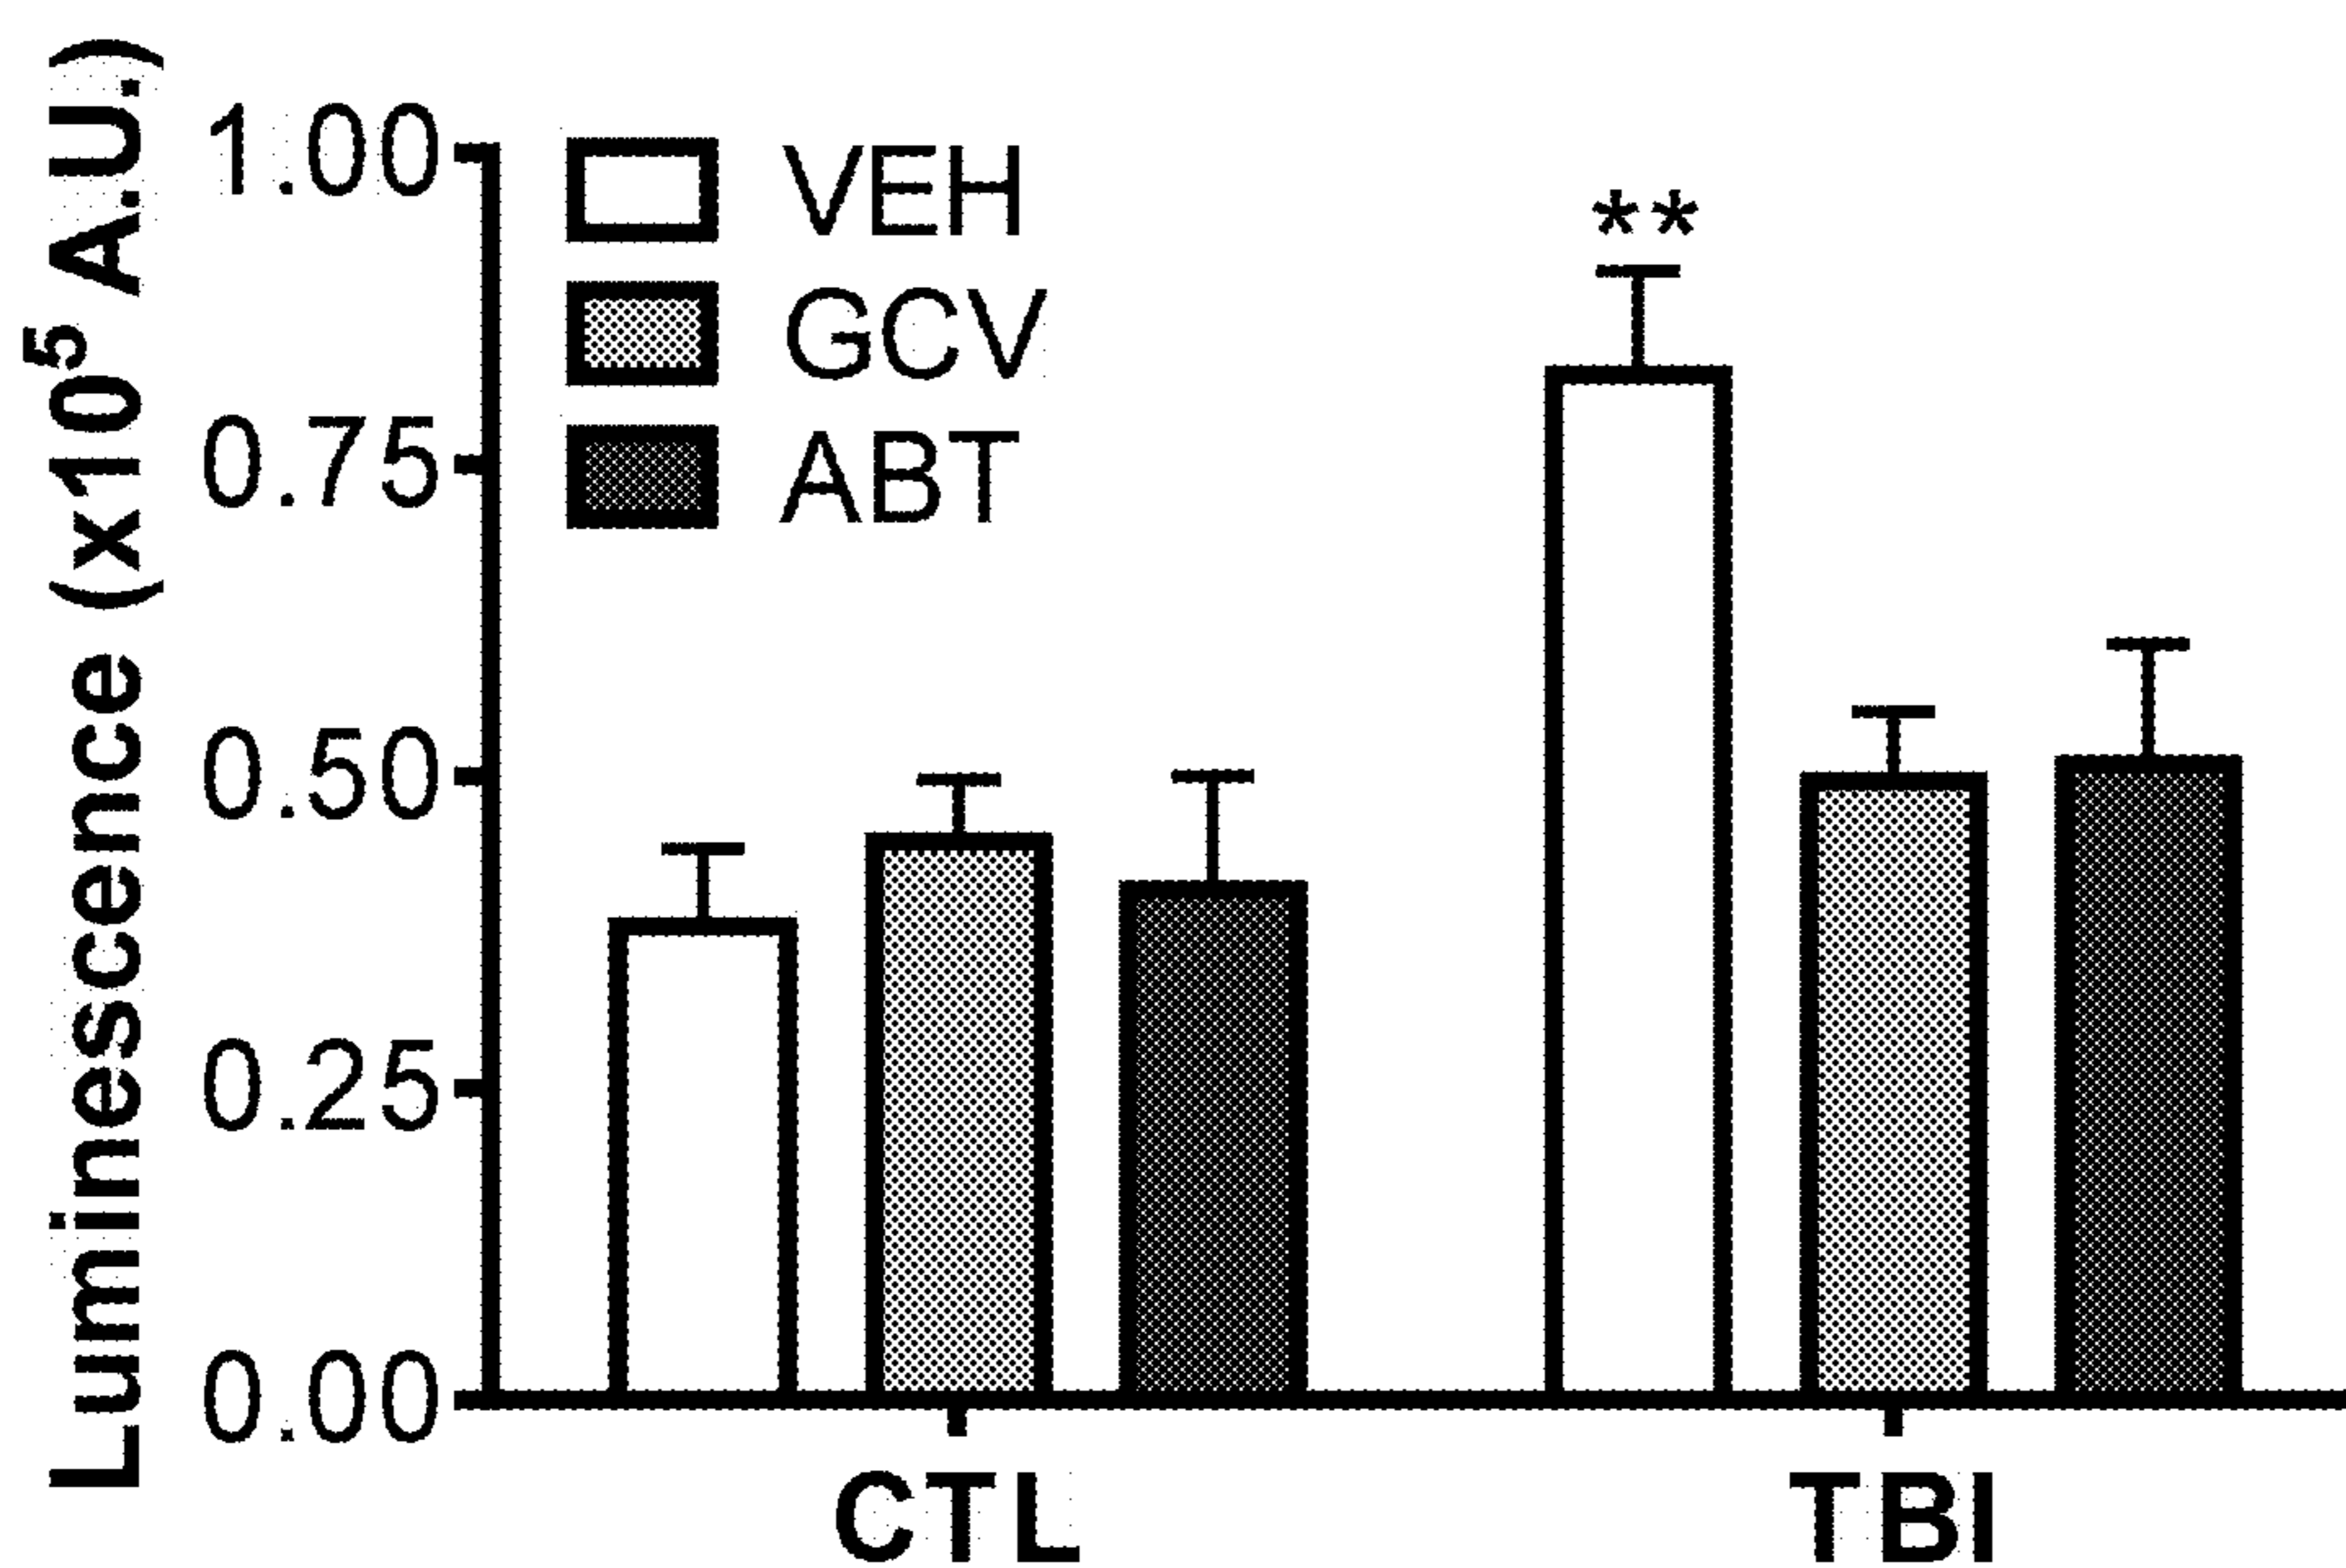 Luminescence (x10⁵ A.U.)
1.00
0.75
0.50
0.25
0.00
VEH
GCV
ABT
**
CTL
TBI